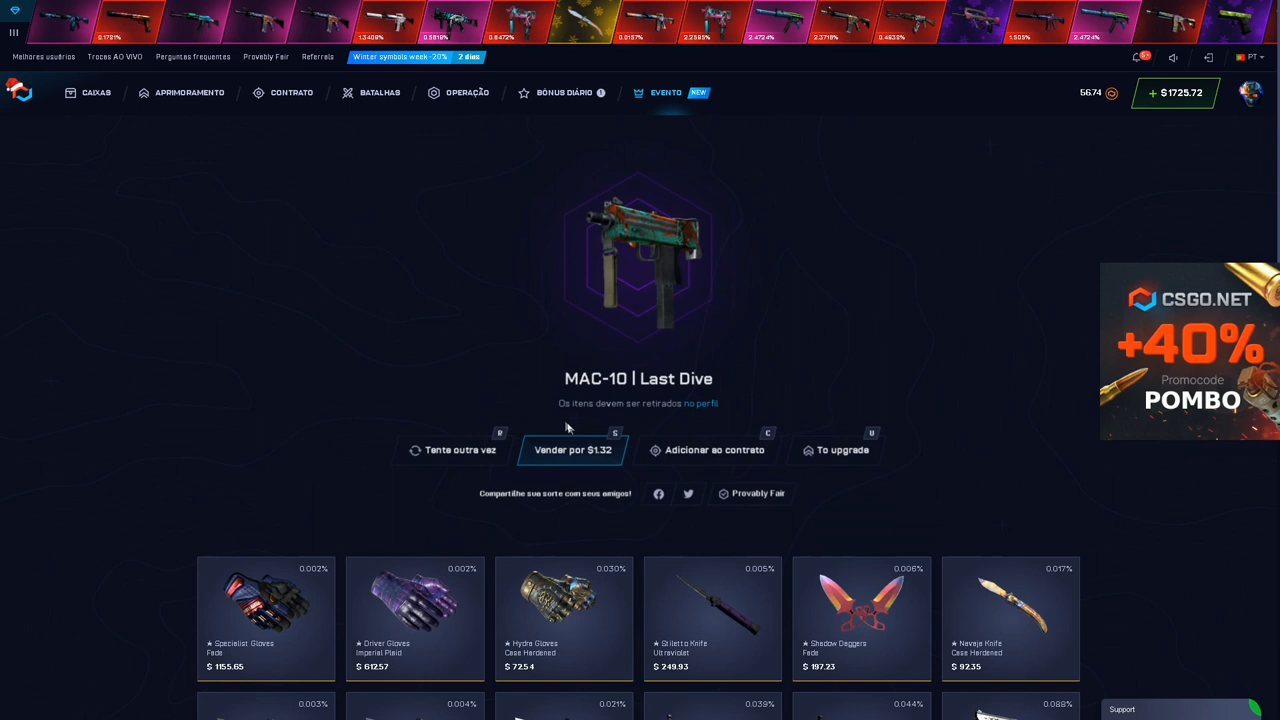 0.1791%
1.3409%
0.5818%
0.8472%
0.0137%
2.2585%
2.4724%
2.3718%
0.4833%
1.505%
2.4724%
Melhores usuários
Trocas AO VIVO
Perguntas frequentes
Provably Fair
Referrals
Winter symbols week -20%
2 dias
5+
PT
CAIXAS
APRIMORAMENTO
CONTRATO
BATALHAS
OPERAÇÃO
BÔNUS DIÁRIO
EVENTO
NEW
56.74
+ $1725.72
MAC-10 | Last Dive
Os itens devem ser retirados no perfil
R
Tente outra vez
S
Vender por $1.32
C
Adicionar ao contrato
U
To upgrade
Compartilhe sua sorte com seus amigos!
Provably Fair
CSGO.NET
+40%
Promocode
POMBO
0.002%
★ Specialist Gloves
Fade
$ 1155.65
0.002%
★ Driver Gloves
Imperial Plaid
$ 612.57
0.030%
★ Hydra Gloves
Case Hardened
$ 72.54
0.005%
★ Stiletto Knife
Ultraviolet
$ 249.93
0.006%
★ Shadow Daggers
Fade
$ 197.23
0.017%
★ Navaja Knife
Case Hardened
$ 92.35
0.003%
0.004%
0.021%
0.039%
0.044%
0.088%
Support